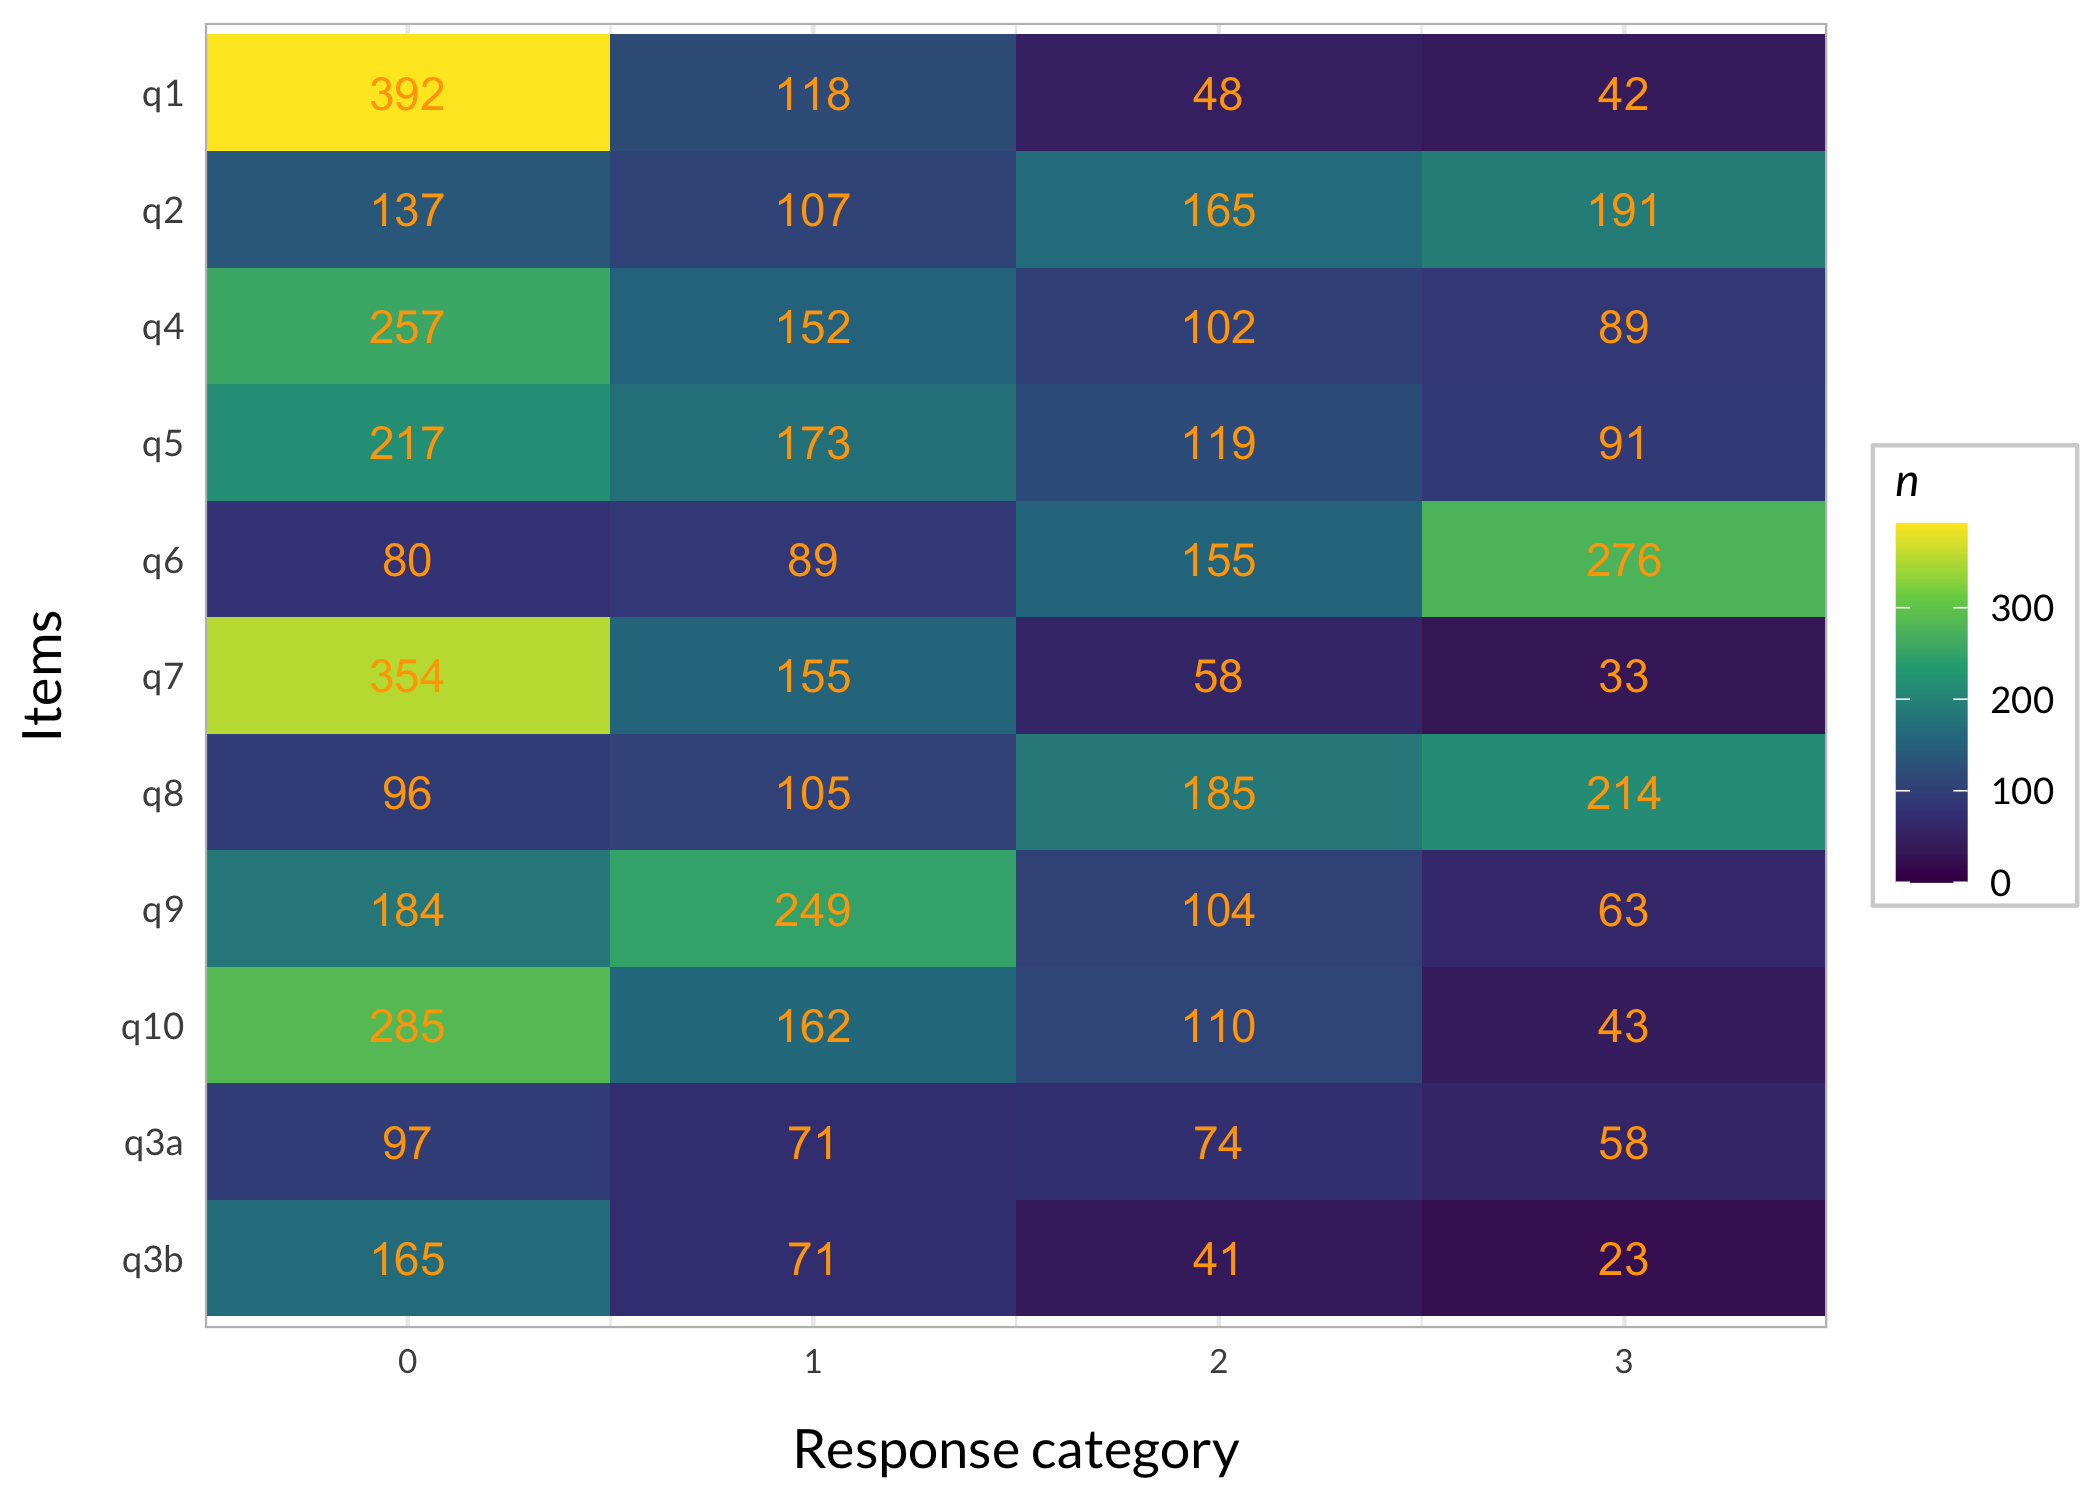 q1 392 118 48 42
q2 137 107 165 191
q4 257 152 102 89
q5 217 173 119 91
q6 80 89 155 276
q7 354 155 58 33
q8 96 105 185 214
q9 184 249 104 63
q10 285 162 110 43
q3a 97 71 74 58
q3b 165 71 41 23
0 1 2 3
Response category
Items
n
300
200
100
0